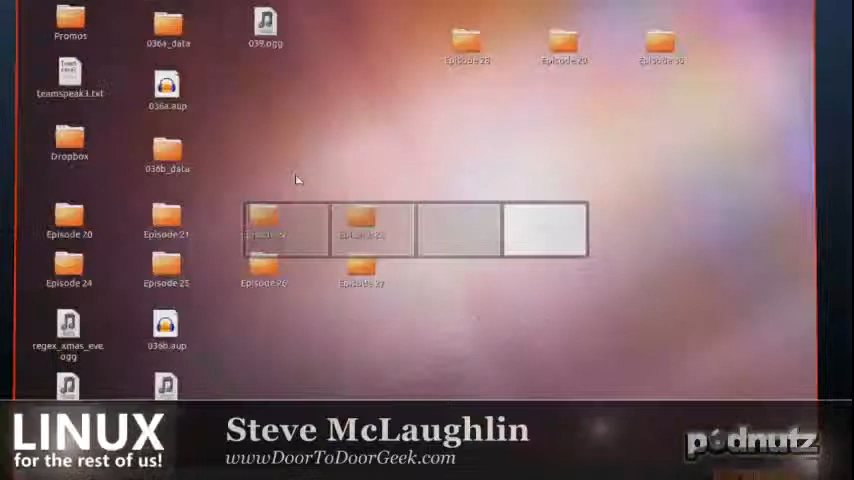 Promos
036a_data
039.ogg
Episode 28
Episode 29
Episode 30
teamspeak3.txt
036a.aup
Dropbox
036b_data
Episode 20
Episode 21
Episode 24
Episode 25
Episode 26
Episode 27
regex_xmas_eve.
ogg
036b.aup
LINUX
for the rest of us!
Steve McLaughlin
www.DoorToDoorGeek.com
podnutz